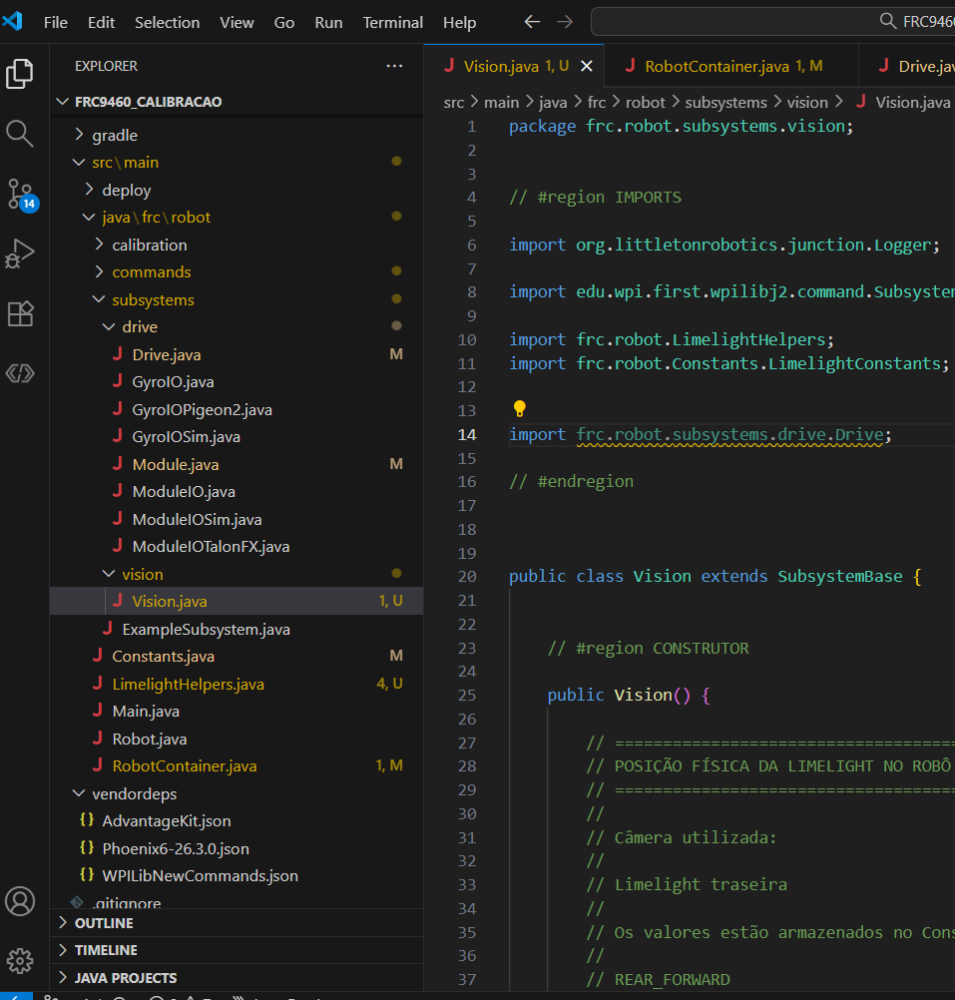 File Edit Selection View Go Run Terminal Help FRC9460
EXPLORER ...
FRC9460_CALIBRACAO
gradle
src\main
deploy
java\frc\robot
calibration
commands
subsystems
drive
Drive.java M
GyroIO.java
GyroIOPigeon2.java
GyroIOSim.java
Module.java M
ModuleIO.java
ModuleIOSim.java
ModuleIOTalonFX.java
vision
Vision.java 1, U
ExampleSubsystem.java
Constants.java M
LimelightHelpers.java 4, U
Main.java
Robot.java
RobotContainer.java 1, M
vendordeps
{} AdvantageKit.json
{} Phoenix6-26.3.0.json
{} WPILibNewCommands.json
.gitignore
OUTLINE
TIMELINE
JAVA PROJECTS
14
Vision.java 1, U RobotContainer.java 1, M Drive.jav
src > main > java > frc > robot > subsystems > vision > Vision.java
1 package frc.robot.subsystems.vision;
2
3
4 // #region IMPORTS
5
6 import org.littletonrobotics.junction.Logger;
7
8 import edu.wpi.first.wpilibj2.command.Subsystem
9
10 import frc.robot.LimelightHelpers;
11 import frc.robot.Constants.LimelightConstants;
12
13
14 import frc.robot.subsystems.drive.Drive;
15
16 // #endregion
17
18
19
20 public class Vision extends SubsystemBase {
21
22
23 // #region CONSTRUTOR
24
25 public Vision() {
26
27 // ===================================
28 // POSIÇÃO FÍSICA DA LIMELIGHT NO ROBÔ
29 // ===================================
30 //
31 // Câmera utilizada:
32 //
33 // Limelight traseira
34 //
35 // Os valores estão armazenados no Cons
36 //
37 // REAR_FORWARD